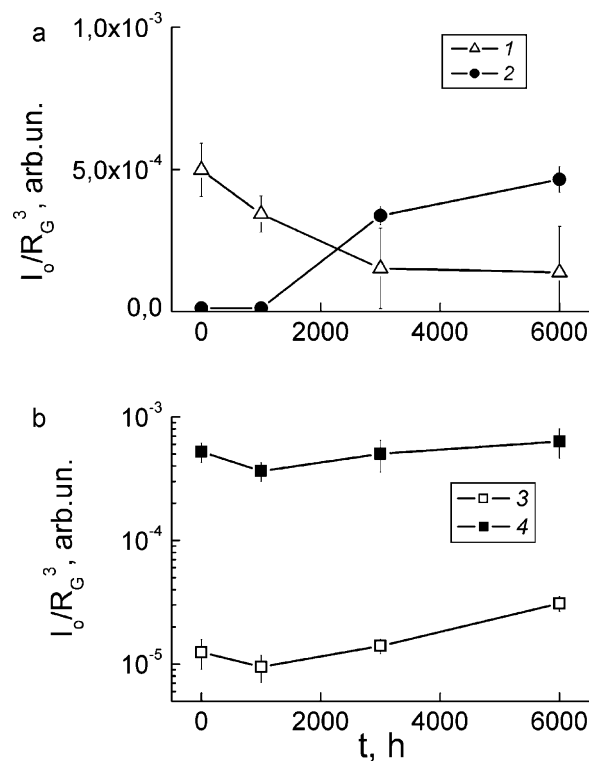 a
1,0x10⁻³
5,0x10⁻⁴
0,0
I₀/R_G³, arb.un.
1
2
0 2000 4000 6000
b
10⁻³
10⁻⁴
10⁻⁵
I₀/R_G³, arb.un.
3
4
0 2000 4000 6000
t, h